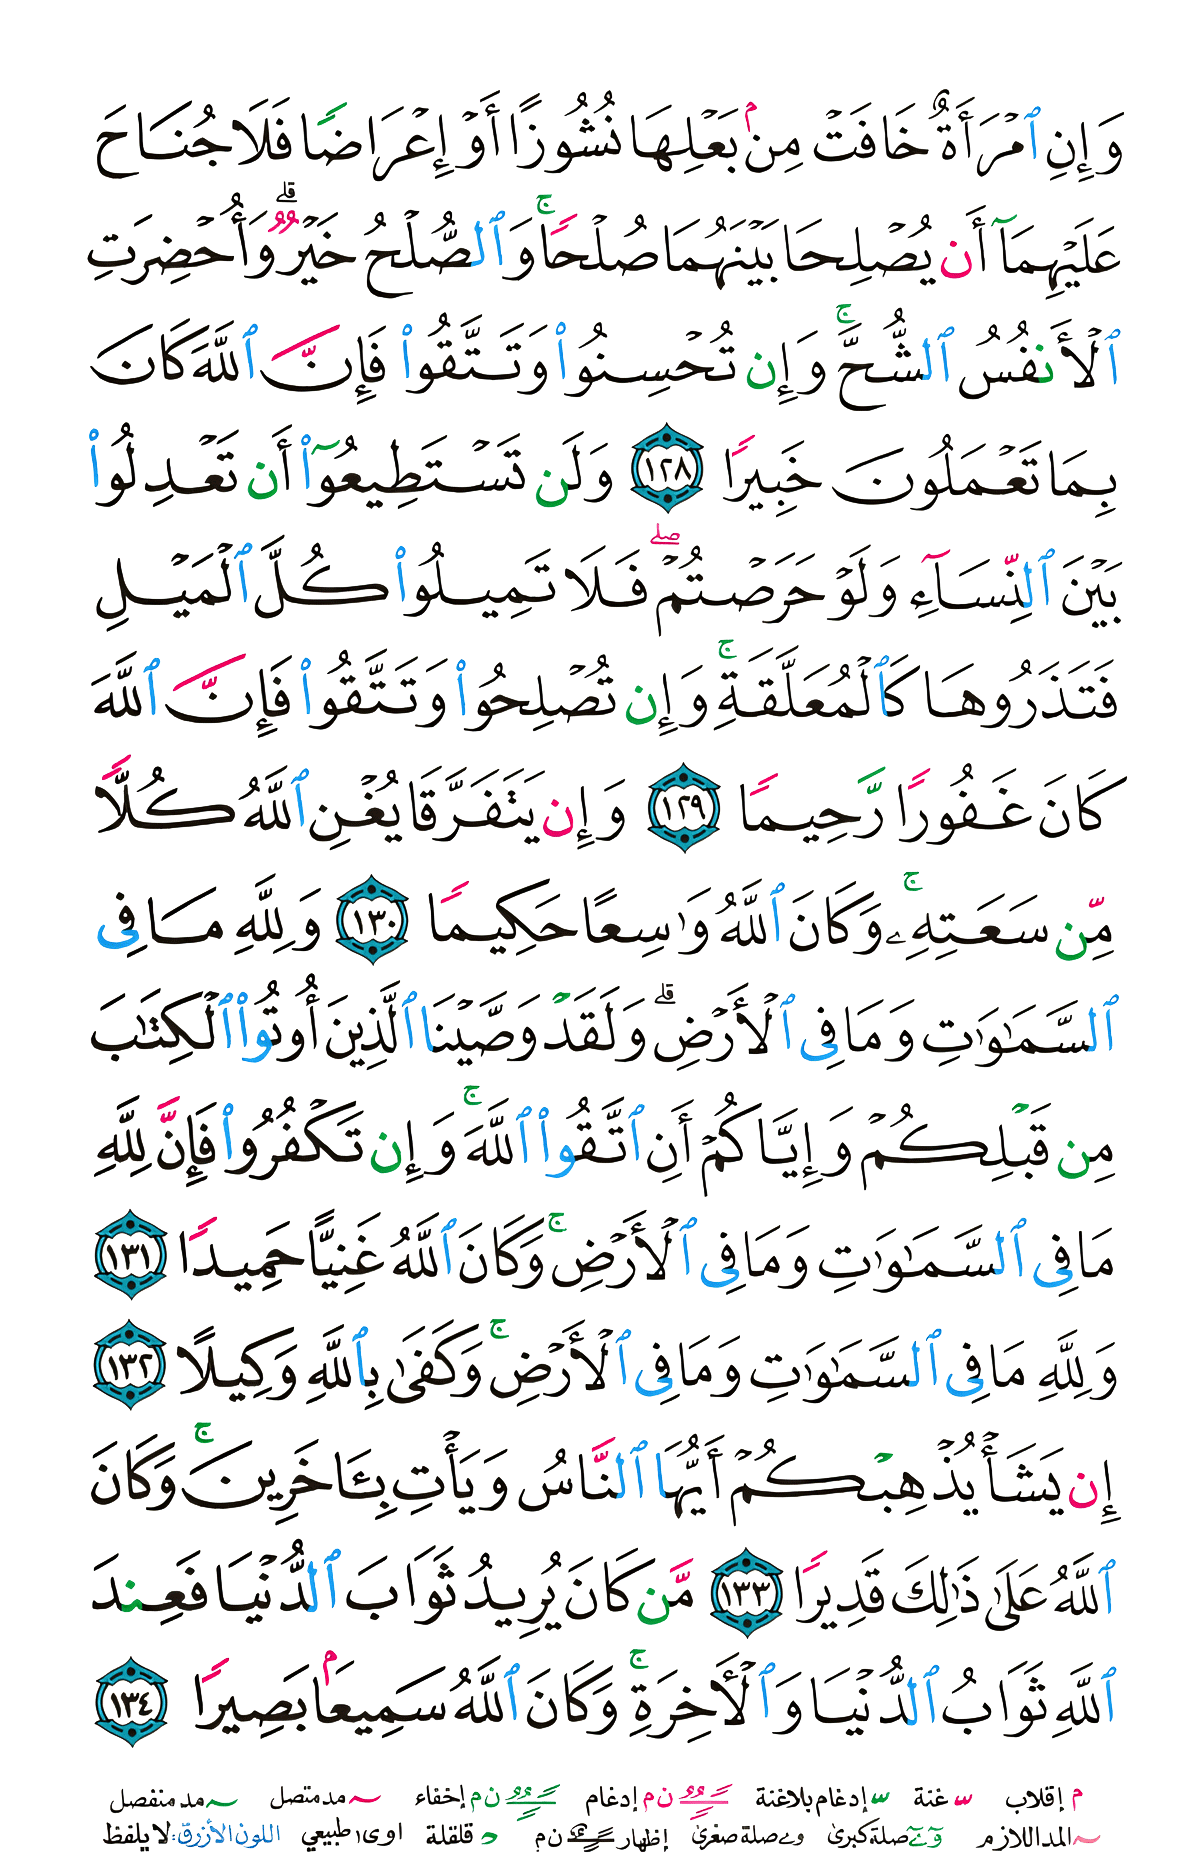 وَإِنِ ٱمْرَأَةٌ خَافَتْ مِنۢ بَعْلِهَا نُشُوزًا أَوْ إِعْرَاضًا فَلَا جُنَاحَ
عَلَيْهِمَآ أَن يُصْلِحَا بَيْنَهُمَا صُلْحًا ۚ وَٱلصُّلْحُ خَيْرٌ ۗ وَأُحْضِرَتِ
ٱلْأَنفُسُ ٱلشُّحَّ ۚ وَإِن تُحْسِنُوا۟ وَتَتَّقُوا۟ فَإِنَّ ٱللَّهَ كَانَ
بِمَا تَعْمَلُونَ خَبِيرًا ١٢٨ وَلَن تَسْتَطِيعُوٓا۟ أَن تَعْدِلُوا۟
بَيْنَ ٱلنِّسَآءِ وَلَوْ حَرَصْتُمْ ۖ فَلَا تَمِيلُوا۟ كُلَّ ٱلْمَيْلِ
فَتَذَرُوهَا كَٱلْمُعَلَّقَةِ ۚ وَإِن تُصْلِحُوا۟ وَتَتَّقُوا۟ فَإِنَّ ٱللَّهَ
كَانَ غَفُورًا رَّحِيمًا ١٢٩ وَإِن يَتَفَرَّقَا يُغْنِ ٱللَّهُ كُلًّا
مِّن سَعَتِهِۦ ۚ وَكَانَ ٱللَّهُ وَٰسِعًا حَكِيمًا ١٣٠ وَلِلَّهِ مَا فِى
ٱلسَّمَـٰوَٰتِ وَمَا فِى ٱلْأَرْضِ ۗ وَلَقَدْ وَصَّيْنَا ٱلَّذِينَ أُوتُوا۟ ٱلْكِتَـٰبَ
مِن قَبْلِكُمْ وَإِيَّاكُمْ أَنِ ٱتَّقُوا۟ ٱللَّهَ ۚ وَإِن تَكْفُرُوا۟ فَإِنَّ لِلَّهِ
مَا فِى ٱلسَّمَـٰوَٰتِ وَمَا فِى ٱلْأَرْضِ ۚ وَكَانَ ٱللَّهُ غَنِيًّا حَمِيدًا ١٣١
وَلِلَّهِ مَا فِى ٱلسَّمَـٰوَٰتِ وَمَا فِى ٱلْأَرْضِ ۚ وَكَفَىٰ بِٱللَّهِ وَكِيلًا ١٣٢
إِن يَشَأْ يُذْهِبْكُمْ أَيُّهَا ٱلنَّاسُ وَيَأْتِ بِـَٔاخَرِينَ ۚ وَكَانَ
ٱللَّهُ عَلَىٰ ذَٰلِكَ قَدِيرًا ١٣٣ مَّن كَانَ يُرِيدُ ثَوَابَ ٱلدُّنْيَا فَعِندَ
ٱللَّهِ ثَوَابُ ٱلدُّنْيَا وَٱلْـَٔاخِرَةِ ۚ وَكَانَ ٱللَّهُ سَمِيعًۢا بَصِيرًا ١٣٤
م إقلاب غنة إدغام بلاغنة ن م إدغام ن م إخفاء مد متصل مد منفصل
المد اللازم صلة كبرى وے صلة صغرى إظهار ن م قلقلة اوى طبيعي اللون الأزرق: لا يلفظ